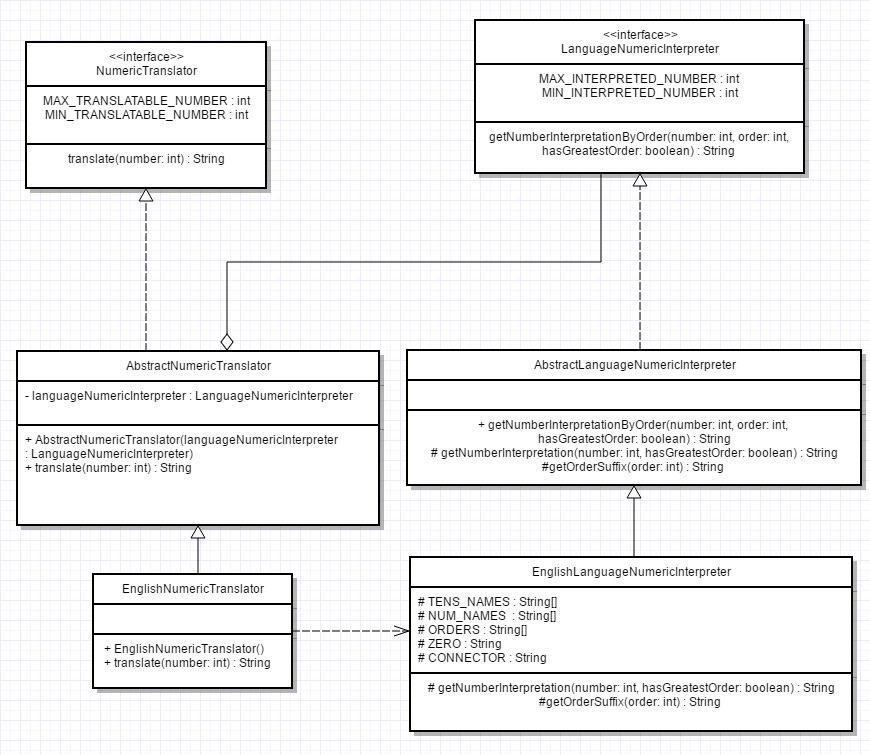 <<interface>>
NumericTranslator
MAX_TRANSLATABLE_NUMBER : int
MIN_TRANSLATABLE_NUMBER : int
translate(number: int) : String
<<interface>>
LanguageNumericInterpreter
MAX_INTERPRETED_NUMBER : int
MIN_INTERPRETED_NUMBER : int
getNumberInterpretationByOrder(number: int, order: int,
hasGreatestOrder: boolean) : String
AbstractNumericTranslator
- languageNumericInterpreter : LanguageNumericInterpreter
+ AbstractNumericTranslator(languageNumericInterpreter
: LanguageNumericInterpreter)
+ translate(number: int) : String
AbstractLanguageNumericInterpreter
+ getNumberInterpretationByOrder(number: int, order: int,
hasGreatestOrder: boolean) : String
# getNumberInterpretation(number: int, hasGreatestOrder: boolean) : String
#getOrderSuffix(order: int) : String
EnglishNumericTranslator
+ EnglishNumericTranslator()
+ translate(number: int) : String
EnglishLanguageNumericInterpreter
# TENS_NAMES : String[]
# NUM_NAMES : String[]
# ORDERS : String[]
# ZERO : String
# CONNECTOR : String
# getNumberInterpretation(number: int, hasGreatestOrder: boolean) : String
#getOrderSuffix(order: int) : String